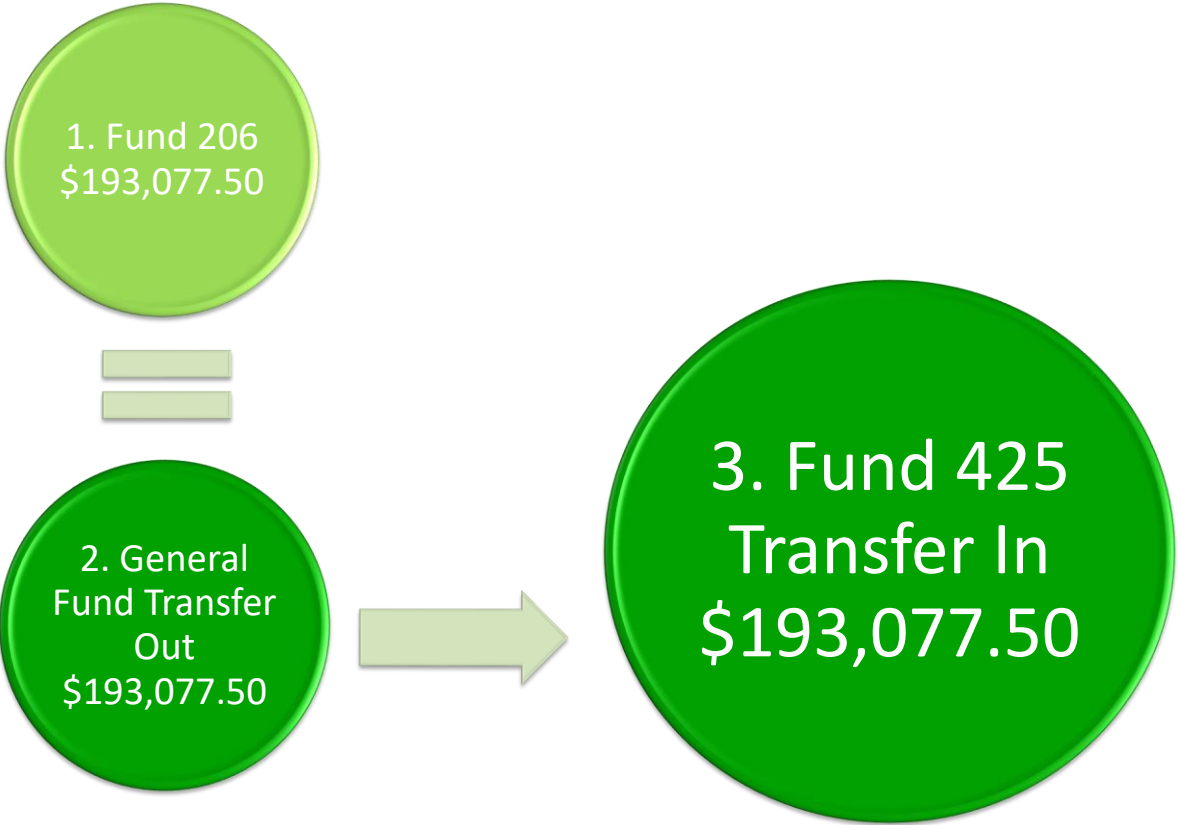 1. Fund 206
$193,077.50
2. General
Fund Transfer
Out
$193,077.50
3. Fund 425
Transfer In
$193,077.50